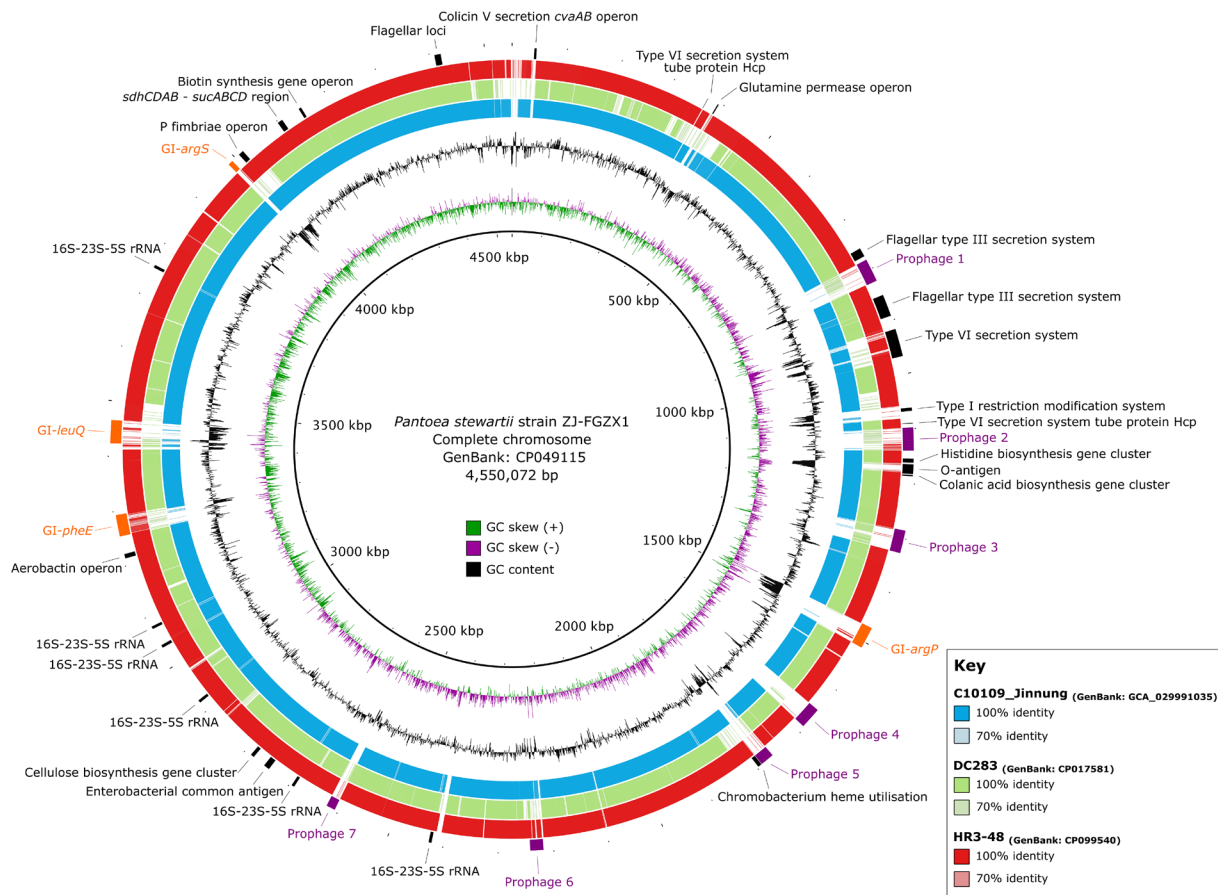 Colicin V secretion cvaAB operon
Flagellar loci
Type VI secretion system
tube protein Hcp
Biotin synthesis gene operon
Glutamine permease operon
sdhCDAB - sucABCD region
P fimbriae operon
GI-argS
Flagellar type III secretion system
16S-23S-5S rRNA
Prophage 1
4500 kbp
500 kbp
4000 kbp
Flagellar type III secretion system
Type VI secretion system
Type I restriction modification system
1000 kbp
Pantoea stewartii strain ZJ-FGZX1
Complete chromosome
GenBank: CP049115
4,550,072 bp
3500 kbp
GI-leuQ
Type VI secretion system tube protein Hcp
Prophage 2
Histidine biosynthesis gene cluster
O-antigen
Colanic acid biosynthesis gene cluster
GC skew (+)
GC skew (-)
GC content
GI-pheE
Prophage 3
3000 kbp
1500 kbp
Aerobactin operon
2500 kbp
2000 kbp
16S-23S-5S rRNA
16S-23S-5S rRNA
GI-argP
16S-23S-5S rRNA
Prophage 4
Cellulose biosynthesis gene cluster
Prophage 5
Enterobacterial common antigen
Chromobacterium heme utilisation
16S-23S-5S rRNA
Prophage 7
16S-23S-5S rRNA
Prophage 6
Key
C10109_Jinnung (GenBank: GCA_029991035)
100% identity
70% identity
DC283 (GenBank: CP017581)
100% identity
70% identity
HR3-48 (GenBank: CP099540)
100% identity
70% identity